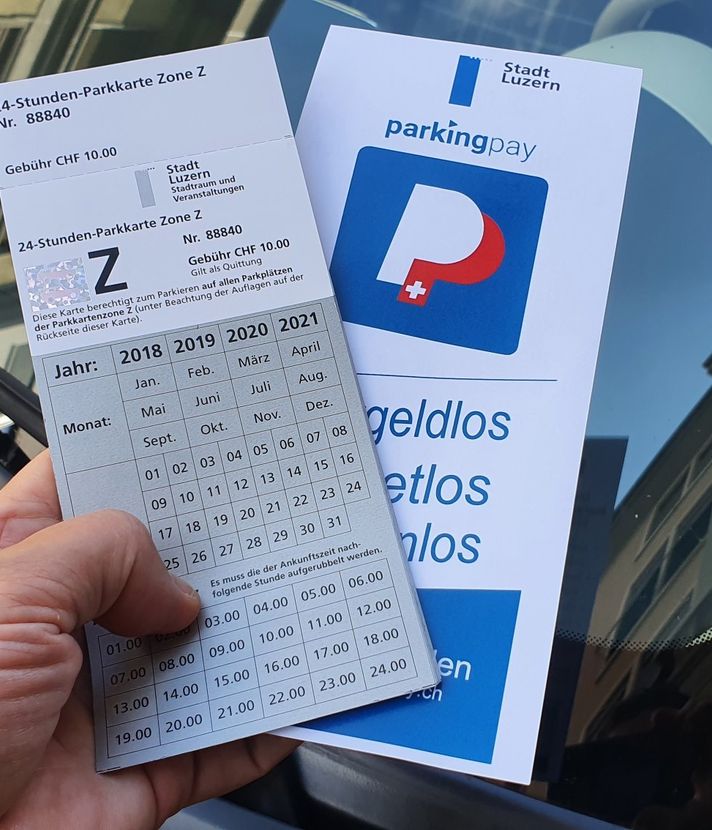 24-Stunden-Parkkarte Zone Z
Nr. 88840
Gebühr CHF 10.00
Stadt
Luzern
Stadtraum und
Veranstaltungen
24-Stunden-Parkkarte Zone Z
Nr. 88840
Z
Gebühr CHF 10.00
Gilt als Quittung
Diese Karte berechtigt zum Parkieren auf allen Parkplätzen
der Parkkartenzone Z (unter Beachtung der Auflagen auf der
Rückseite dieser Karte).
Jahr: 2018 2019 2020 2021
Monat:
Jan. Feb. März April
Mai Juni Juli Aug.
Sept. Okt. Nov. Dez.
01 02 03 04 05 06 07 08
09 10 11 12 13 14 15 16
17 18 19 20 21 22 23 24
25 26 27 28 29 30 31
Es muss die der Ankunftszeit nach-
folgende Stunde aufgerubbelt werden.
01.00 02.00 03.00 04.00 05.00 06.00
07.00 08.00 09.00 10.00 11.00 12.00
13.00 14.00 15.00 16.00 17.00 18.00
19.00 20.00 21.00 22.00 23.00 24.00
Stadt
Luzern
parkingpay
P
geldlos
etlos
nlos
en
.ch